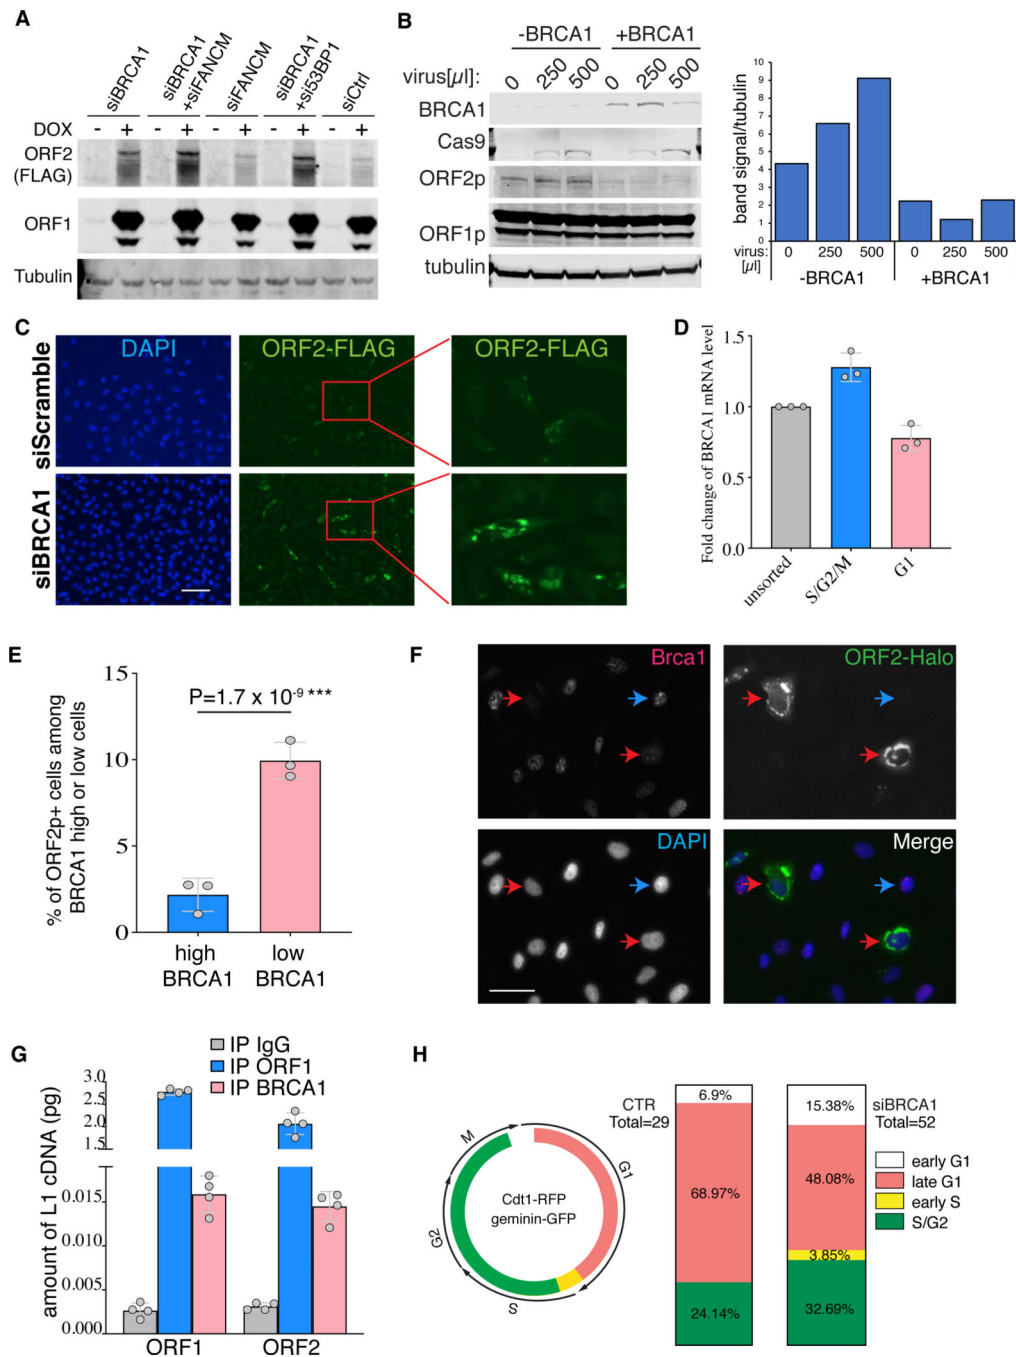 A
siBRCA1
siBRCA1
+siFANCM
siFANCM
siBRCA1
+si53BP1
siCtrl
DOX - + - + - + - + - +
ORF2
(FLAG)
ORF1
Tubulin
B
-BRCA1 +BRCA1
virus[µl]: 0 250 500 0 250 500
BRCA1
Cas9
ORF2p
ORF1p
tubulin
band signal/tubulin
10
9
8
7
6
5
4
3
2
1
0
virus: 0 250 500 0 250 500
[µl]
-BRCA1 +BRCA1
C
siScramble
siBRCA1
DAPI
ORF2-FLAG
ORF2-FLAG
D
Fold change of BRCA1 mRNA level
1.5
1.0
0.5
0.0
unsorted
S/G2/M
G1
E
% of ORF2p+ cells among
BRCA1 high or low cells
15
10
5
0
P=1.7 x 10-9 ***
high
BRCA1
low
BRCA1
F
Brca1
ORF2-Halo
DAPI
Merge
G
IP IgG
IP ORF1
IP BRCA1
amount of L1 cDNA (pg)
3.0
2.5
2.0
1.5
0.015
0.010
0.005
0.000
ORF1 ORF2
H
M
G1
G2
S
Cdt1-RFP
geminin-GFP
CTR
Total=29
6.9%
68.97%
24.14%
15.38%
48.08%
3.85%
32.69%
siBRCA1
Total=52
early G1
late G1
early S
S/G2